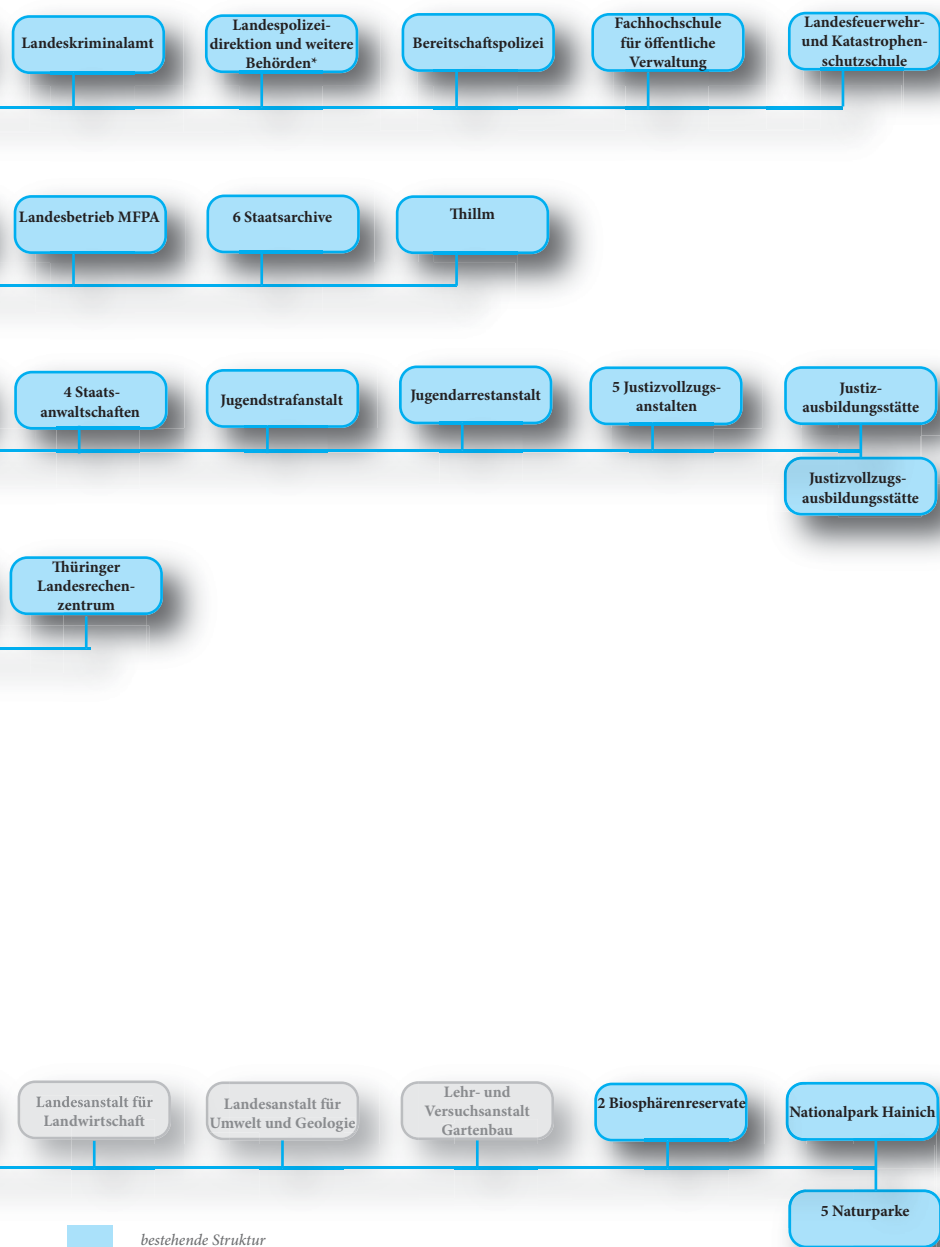 Landeskriminalamt
Landespolizei-
direktion und weitere
Behörden*
Bereitschaftspolizei
Fachhochschule
für öffentliche
Verwaltung
Landesfeuerwehr-
und Katastrophen-
schutzschule
Landesbetrieb MFPA
6 Staatsarchive
Thillm
4 Staats-
anwaltschaften
Jugendstrafanstalt
Jugendarrestanstalt
5 Justizvollzugs-
anstalten
Justiz-
ausbildungsstätte
Justizvollzugs-
ausbildungsstätte
Thüringer
Landesrechen-
zentrum
Landesanstalt für
Landwirtschaft
Landesanstalt für
Umwelt und Geologie
Lehr- und
Versuchsanstalt
Gartenbau
2 Biosphärenreservate
Nationalpark Hainich
5 Naturparke
bestehende Struktur